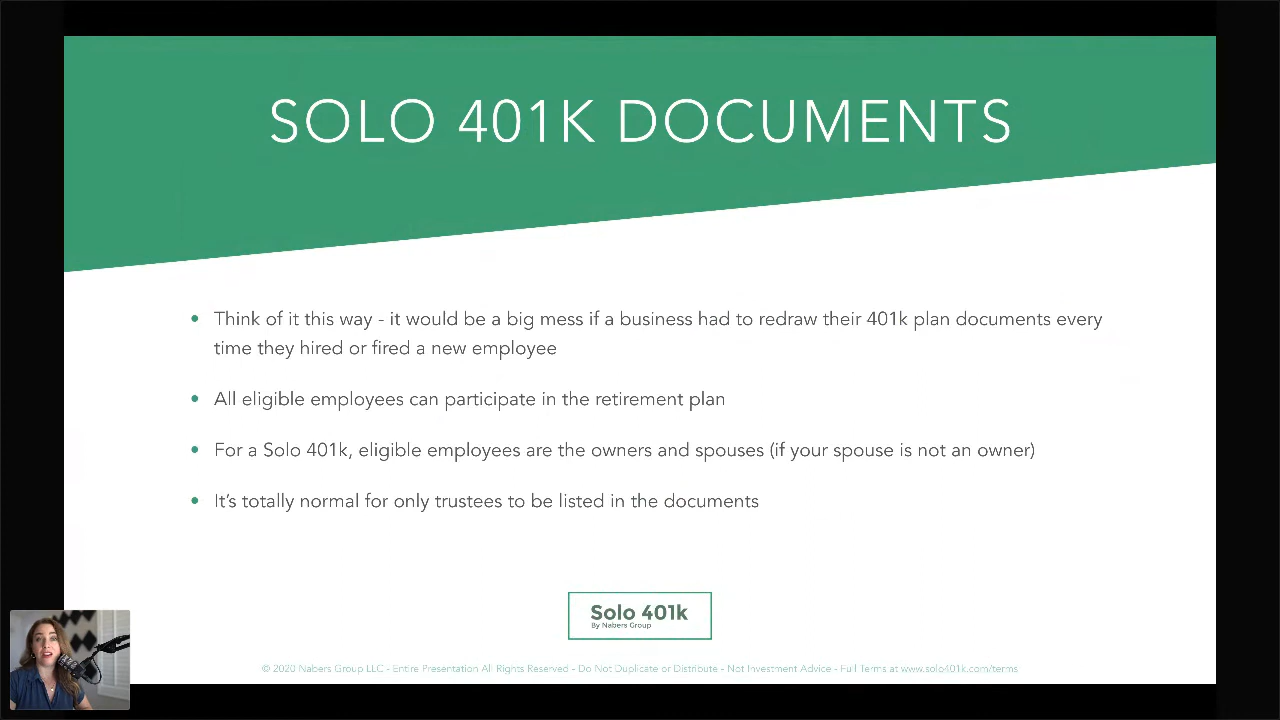 SOLO 401K DOCUMENTS
• Think of it this way - it would be a big mess if a business had to redraw their 401k plan documents every
time they hired or fired a new employee
• All eligible employees can participate in the retirement plan
• For a Solo 401k, eligible employees are the owners and spouses (if your spouse is not an owner)
• It’s totally normal for only trustees to be listed in the documents
Solo 401k
By Nabers Group
© 2020 Nabers Group LLC - Entire Presentation All Rights Reserved - Do Not Duplicate or Distribute - Not Investment Advice - Full Terms at www.solo401k.com/terms